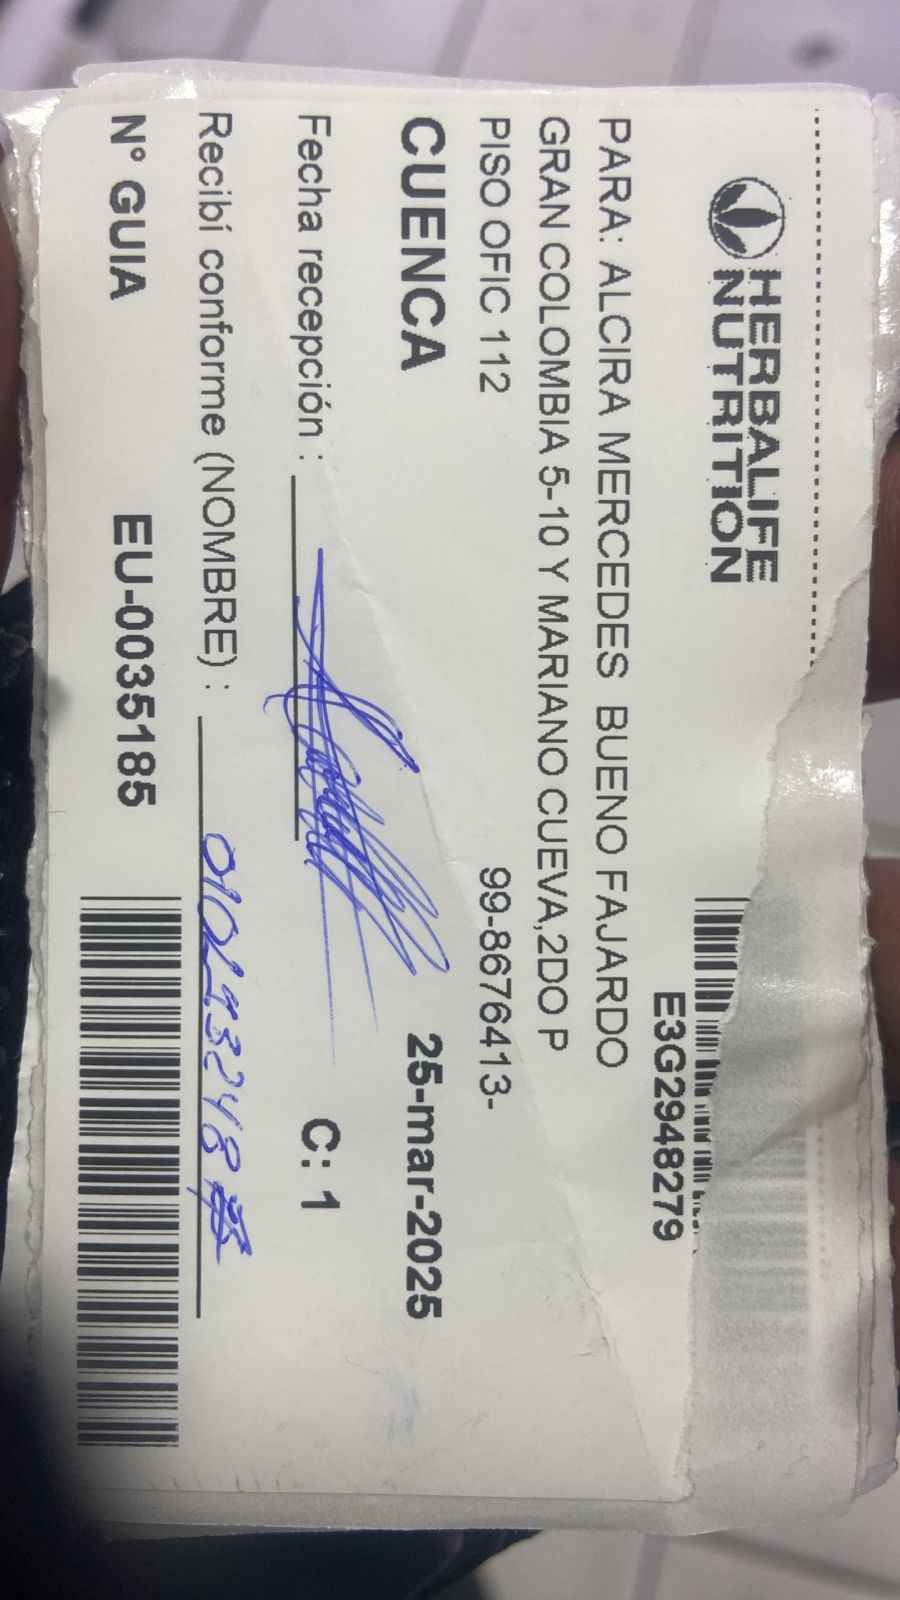 HERBALIFE
NUTRITION
E3G2948279
PARA: ALCIRA MERCEDES BUENO FAJARDO
GRAN COLOMBIA 5-10 Y MARIANO CUEVA,2DO P
PISO OFIC 112 99-8676413-
CUENCA 25-mar-2025
Fecha recepción : C: 1
Recibí conforme (NOMBRE) :
N° GUIA EU-0035185